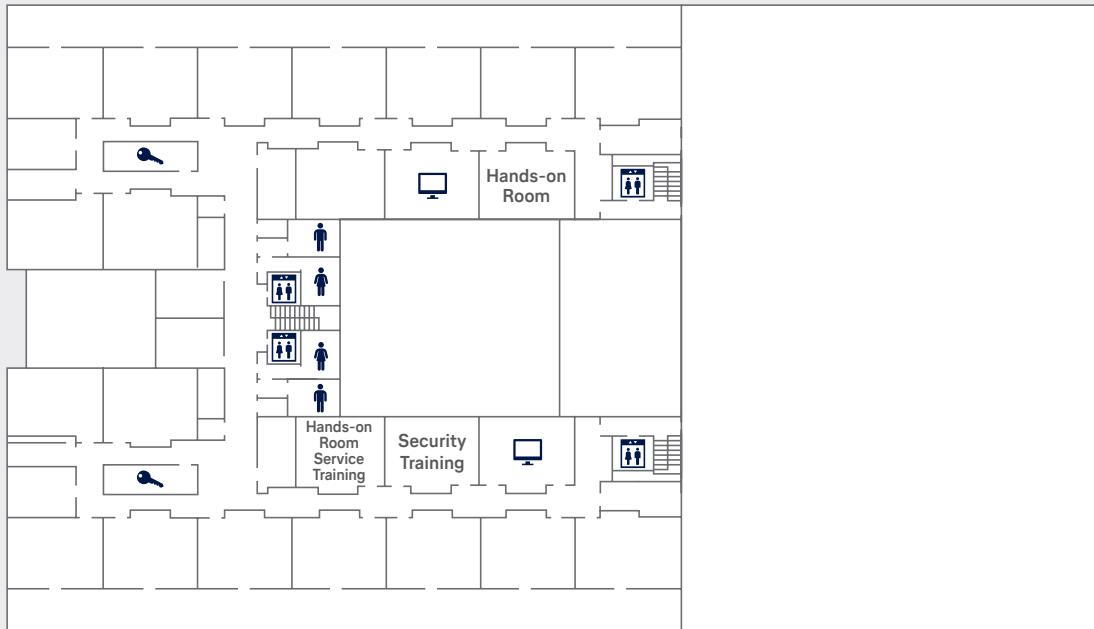 Hands-on
Room
Hands-on
Room
Service
Training
Security
Training